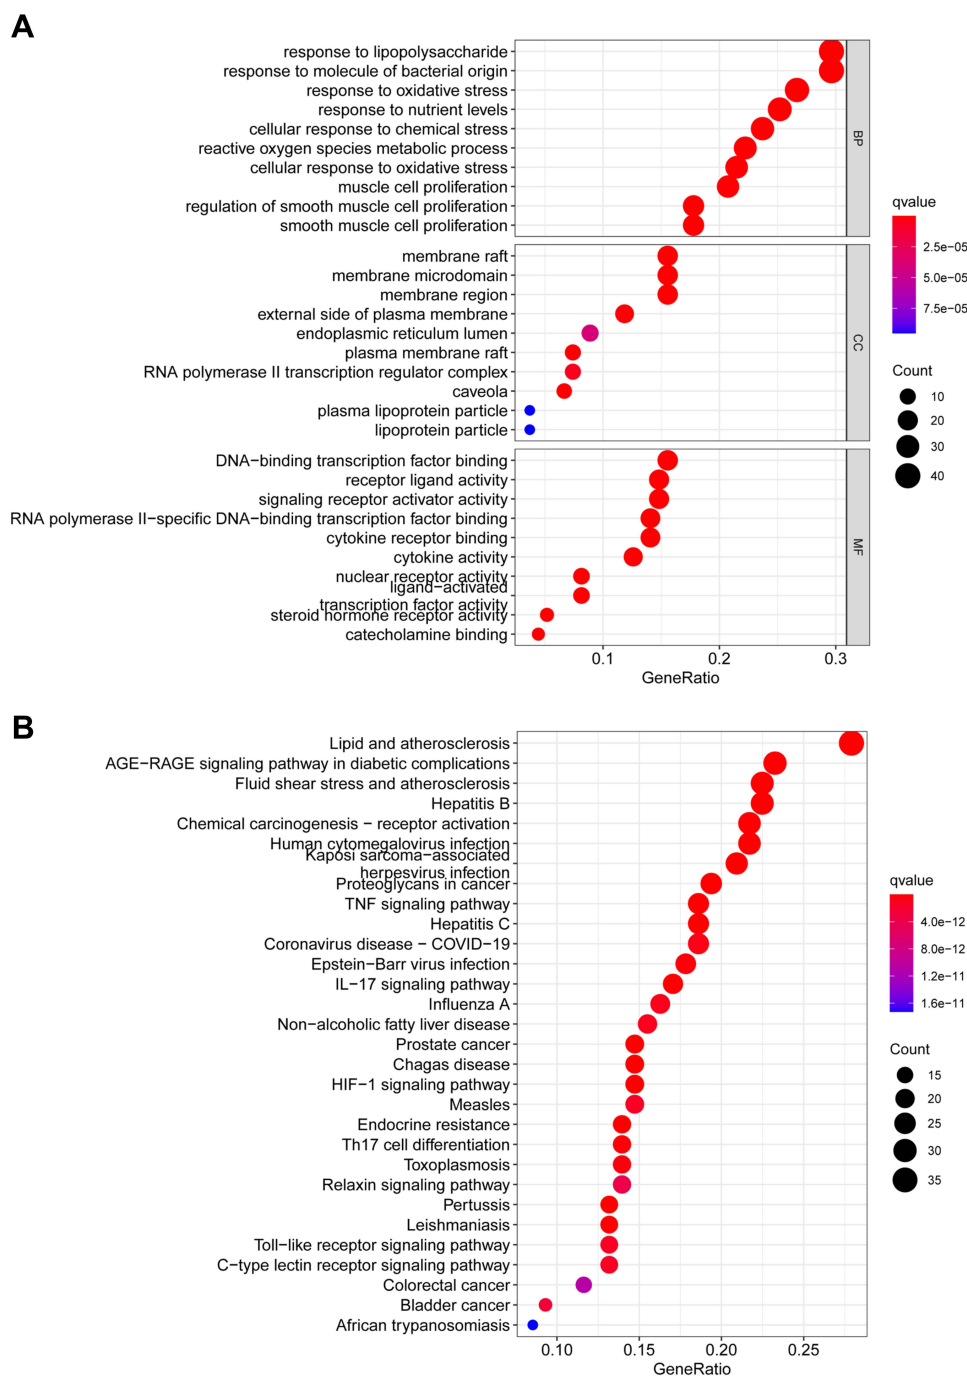 A
response to lipopolysaccharide
response to molecule of bacterial origin
response to oxidative stress
response to nutrient levels
cellular response to chemical stress
reactive oxygen species metabolic process
cellular response to oxidative stress
muscle cell proliferation
regulation of smooth muscle cell proliferation
smooth muscle cell proliferation
BP
membrane raft
membrane microdomain
membrane region
external side of plasma membrane
endoplasmic reticulum lumen
plasma membrane raft
RNA polymerase II transcription regulator complex
caveola
plasma lipoprotein particle
lipoprotein particle
CC
DNA−binding transcription factor binding
receptor ligand activity
signaling receptor activator activity
RNA polymerase II−specific DNA−binding transcription factor binding
cytokine receptor binding
cytokine activity
nuclear receptor activity
ligand−activated
transcription factor activity
steroid hormone receptor activity
catecholamine binding
MF
0.1 0.2 0.3
GeneRatio
qvalue
2.5e−05
5.0e−05
7.5e−05
Count
10
20
30
40
B
Lipid and atherosclerosis
AGE−RAGE signaling pathway in diabetic complications
Fluid shear stress and atherosclerosis
Hepatitis B
Chemical carcinogenesis − receptor activation
Human cytomegalovirus infection
Kaposi sarcoma−associated
herpesvirus infection
Proteoglycans in cancer
TNF signaling pathway
Hepatitis C
Coronavirus disease − COVID−19
Epstein−Barr virus infection
IL−17 signaling pathway
Influenza A
Non−alcoholic fatty liver disease
Prostate cancer
Chagas disease
HIF−1 signaling pathway
Measles
Endocrine resistance
Th17 cell differentiation
Toxoplasmosis
Relaxin signaling pathway
Pertussis
Leishmaniasis
Toll−like receptor signaling pathway
C−type lectin receptor signaling pathway
Colorectal cancer
Bladder cancer
African trypanosomiasis
0.10 0.15 0.20 0.25
GeneRatio
qvalue
4.0e−12
8.0e−12
1.2e−11
1.6e−11
Count
15
20
25
30
35